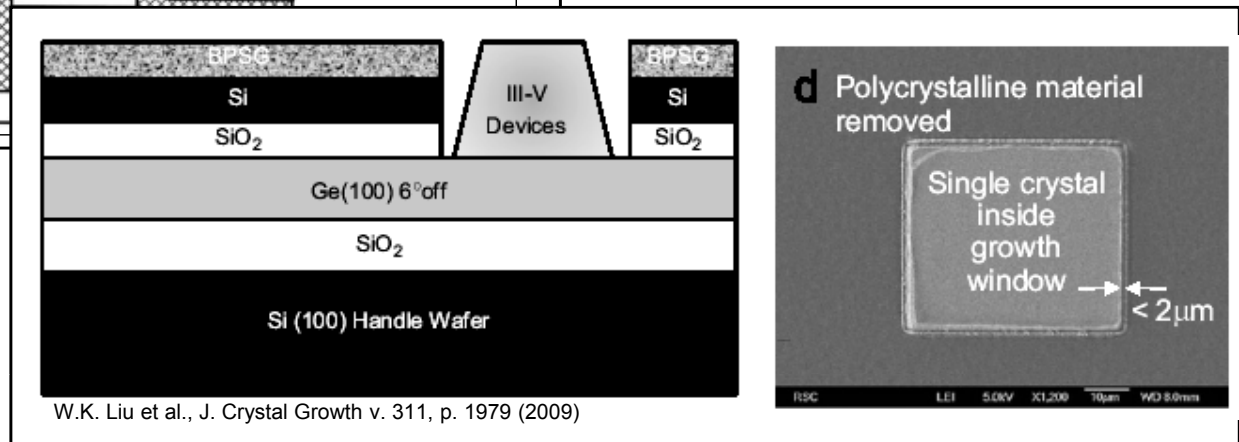 BPSG
Si
SiO2
III-V
Devices
BPSG
Si
SiO2
Ge(100) 6°off
SiO2
Si (100) Handle Wafer
W.K. Liu et al., J. Crystal Growth v. 311, p. 1979 (2009)
d Polycrystalline material
removed
Single crystal
inside
growth
window
< 2μm
RSC LEI 5.0kV X1,200 10μm WD 8.0mm